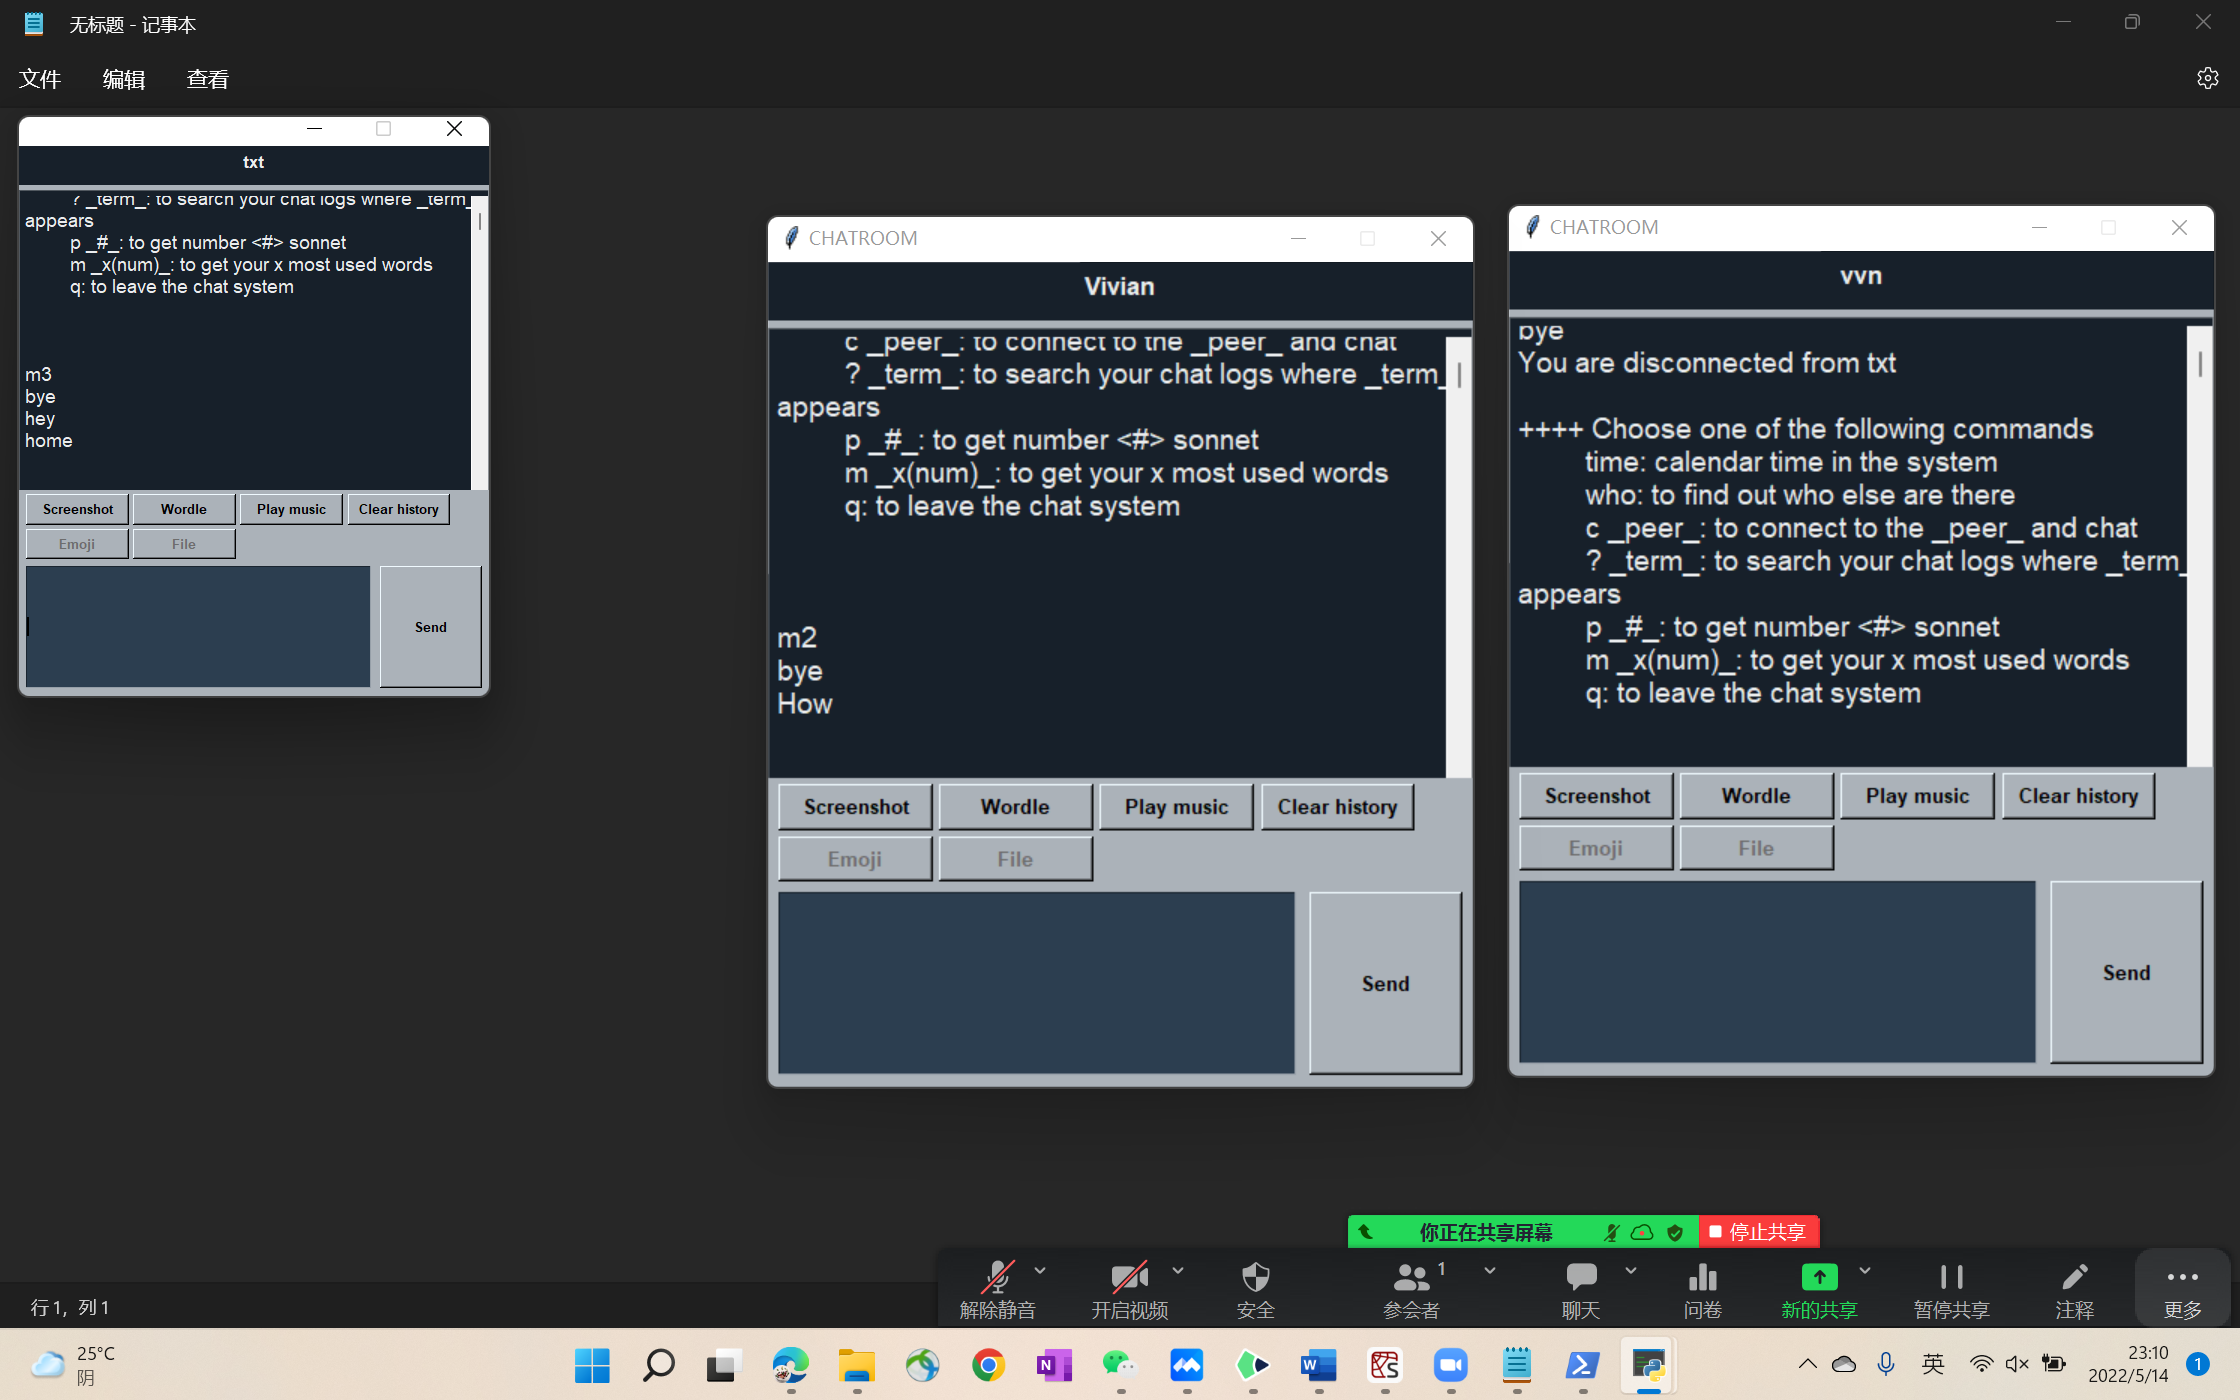 无标题 - 记事本
文件 编辑 查看
txt
? _term_: to search your chat logs where _term_
appears
p _#_: to get number <#> sonnet
m _x(num)_: to get your x most used words
q: to leave the chat system
m3
bye
hey
home
Screenshot Wordle Play music Clear history
Emoji File
Send
CHATROOM
Vivian
c _peer_: to connect to the _peer_ and chat
? _term_: to search your chat logs where _term_
appears
p _#_: to get number <#> sonnet
m _x(num)_: to get your x most used words
q: to leave the chat system
m2
bye
How
Screenshot Wordle Play music Clear history
Emoji File
Send
CHATROOM
vvn
bye
You are disconnected from txt
++++ Choose one of the following commands
time: calendar time in the system
who: to find out who else are there
c _peer_: to connect to the _peer_ and chat
? _term_: to search your chat logs where _term_
appears
p _#_: to get number <#> sonnet
m _x(num)_: to get your x most used words
q: to leave the chat system
Screenshot Wordle Play music Clear history
Emoji File
Send
你正在共享屏幕 停止共享
1
解除静音 开启视频 安全 参会者 聊天 问卷 新的共享 暂停共享 注释 更多
行 1, 列 1
25°C
阴
英
23:10
2022/5/14
1